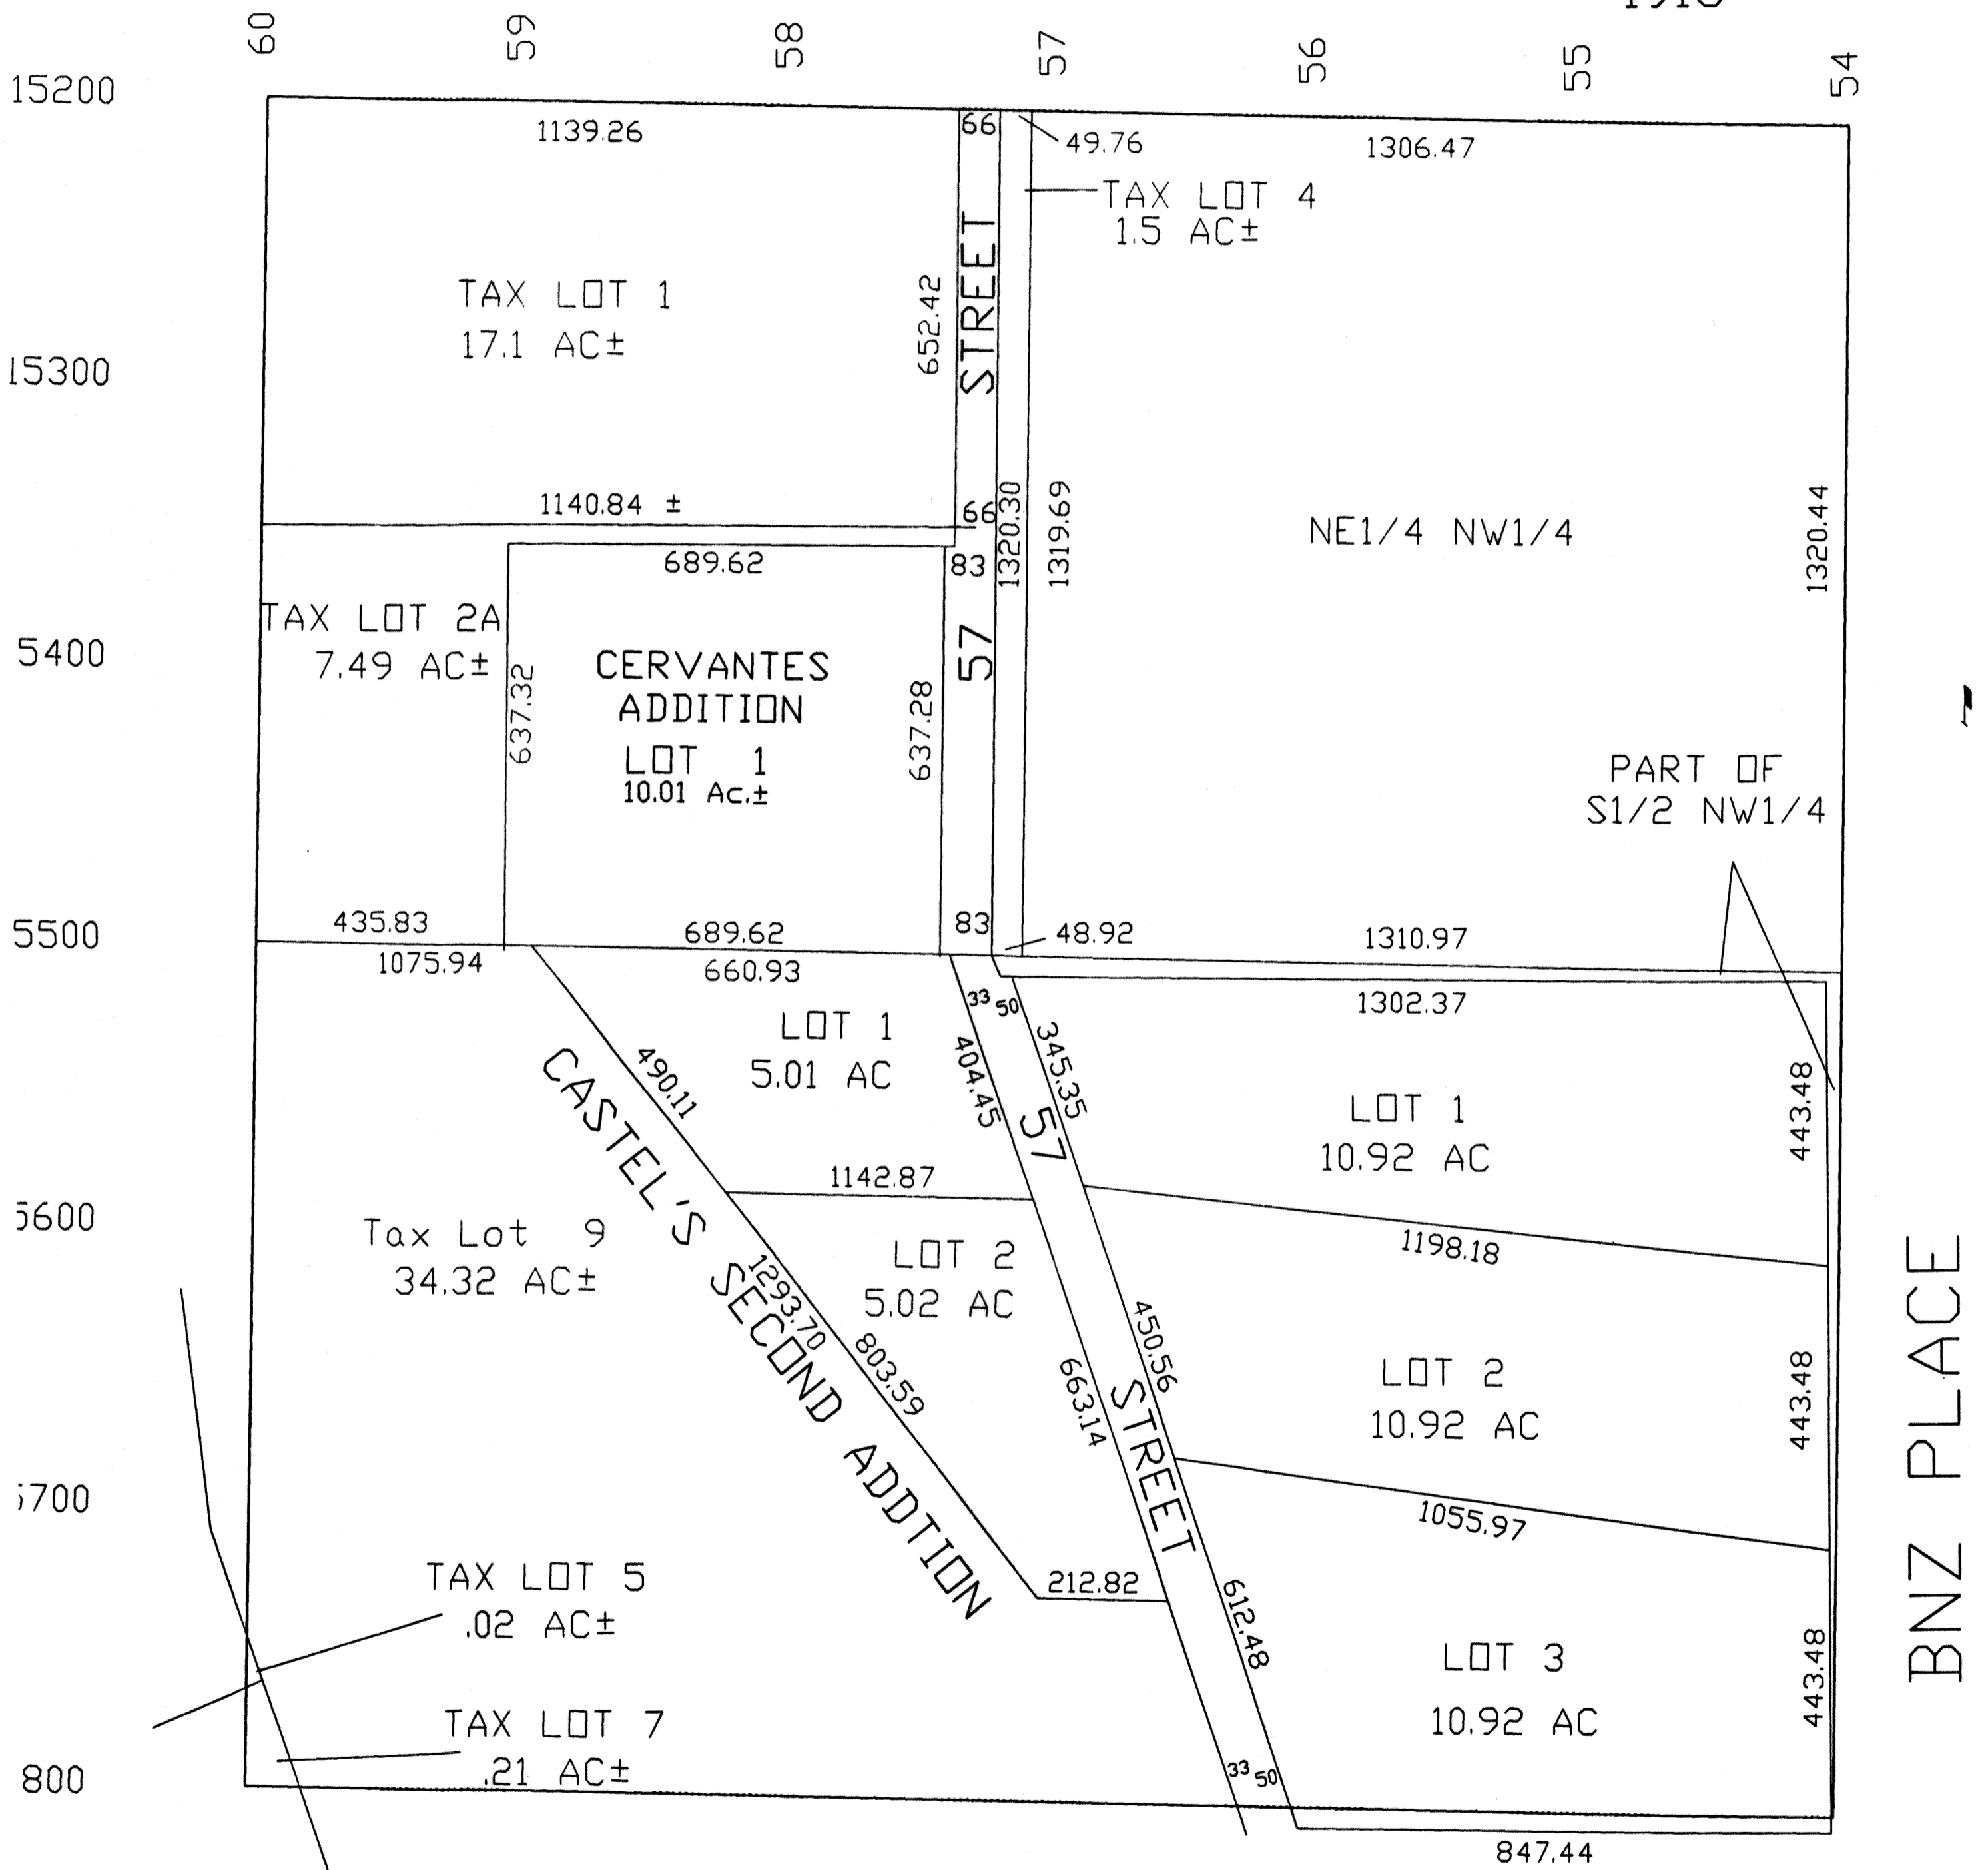 60
59
58
57
56
55
54
15200
1139.26
66
49.76
1306.47
TAX LOT 4
1.5 AC±
STREET
652.42
TAX LOT 1
17.1 AC±
15300
1140.84 ±
66
1320.30
1319.69
NE1/4 NW1/4
1320.44
689.62
83
TAX LOT 2A
7.49 AC±
5400
637.32
CERVANTES
ADDITION
LOT 1
10.01 Ac.±
637.28
57
PART OF
S1/2 NW1/4
5500
435.83
689.62
83
48.92
1310.97
1075.94
660.93
33
50
1302.37
LOT 1
5.01 AC
490.11
404.45
345.35
57
LOT 1
10.92 AC
443.48
CASTEL'S SECOND ADDTION
1142.87
5600
Tax Lot 9
34.32 AC±
LOT 2
5.02 AC
1198.18
1293.70
803.59
663.14
450.56
STREET
LOT 2
10.92 AC
443.48
BNZ PLACE
5700
1055.97
TAX LOT 5
.02 AC±
212.82
612.48
LOT 3
10.92 AC
443.48
TAX LOT 7
.21 AC±
800
33
50
847.44